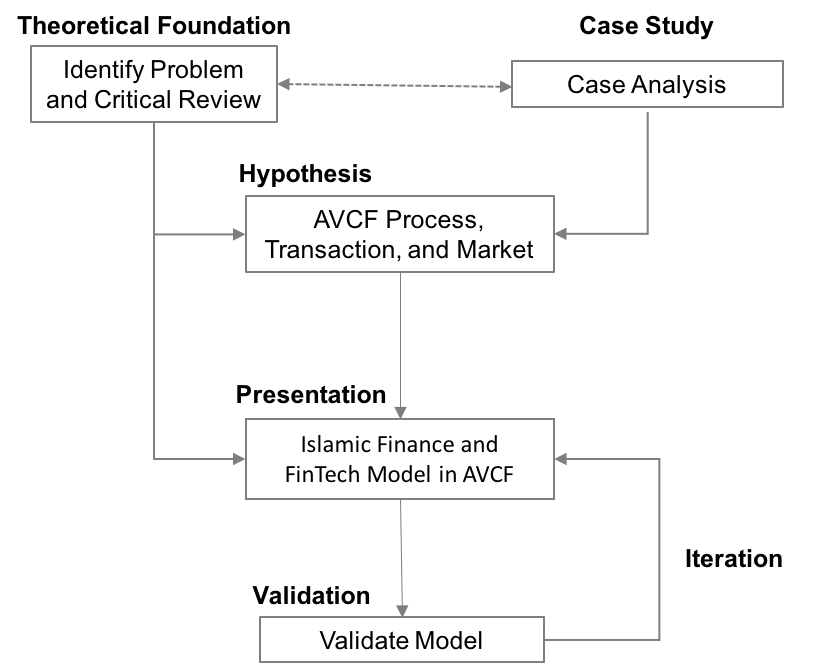 Theoretical Foundation
Case Study
Identify Problem
and Critical Review
Case Analysis
Hypothesis
AVCF Process,
Transaction, and Market
Presentation
Islamic Finance and
FinTech Model in AVCF
Iteration
Validation
Validate Model